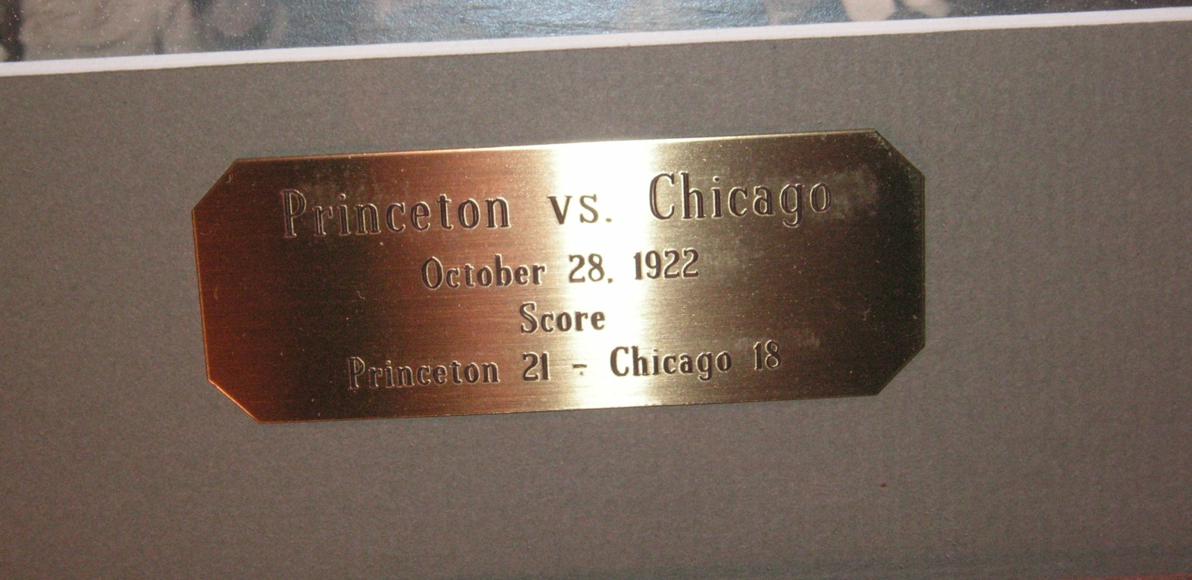 Princeton vs. Chicago
October 28, 1922
Score
Princeton 21 - Chicago 18